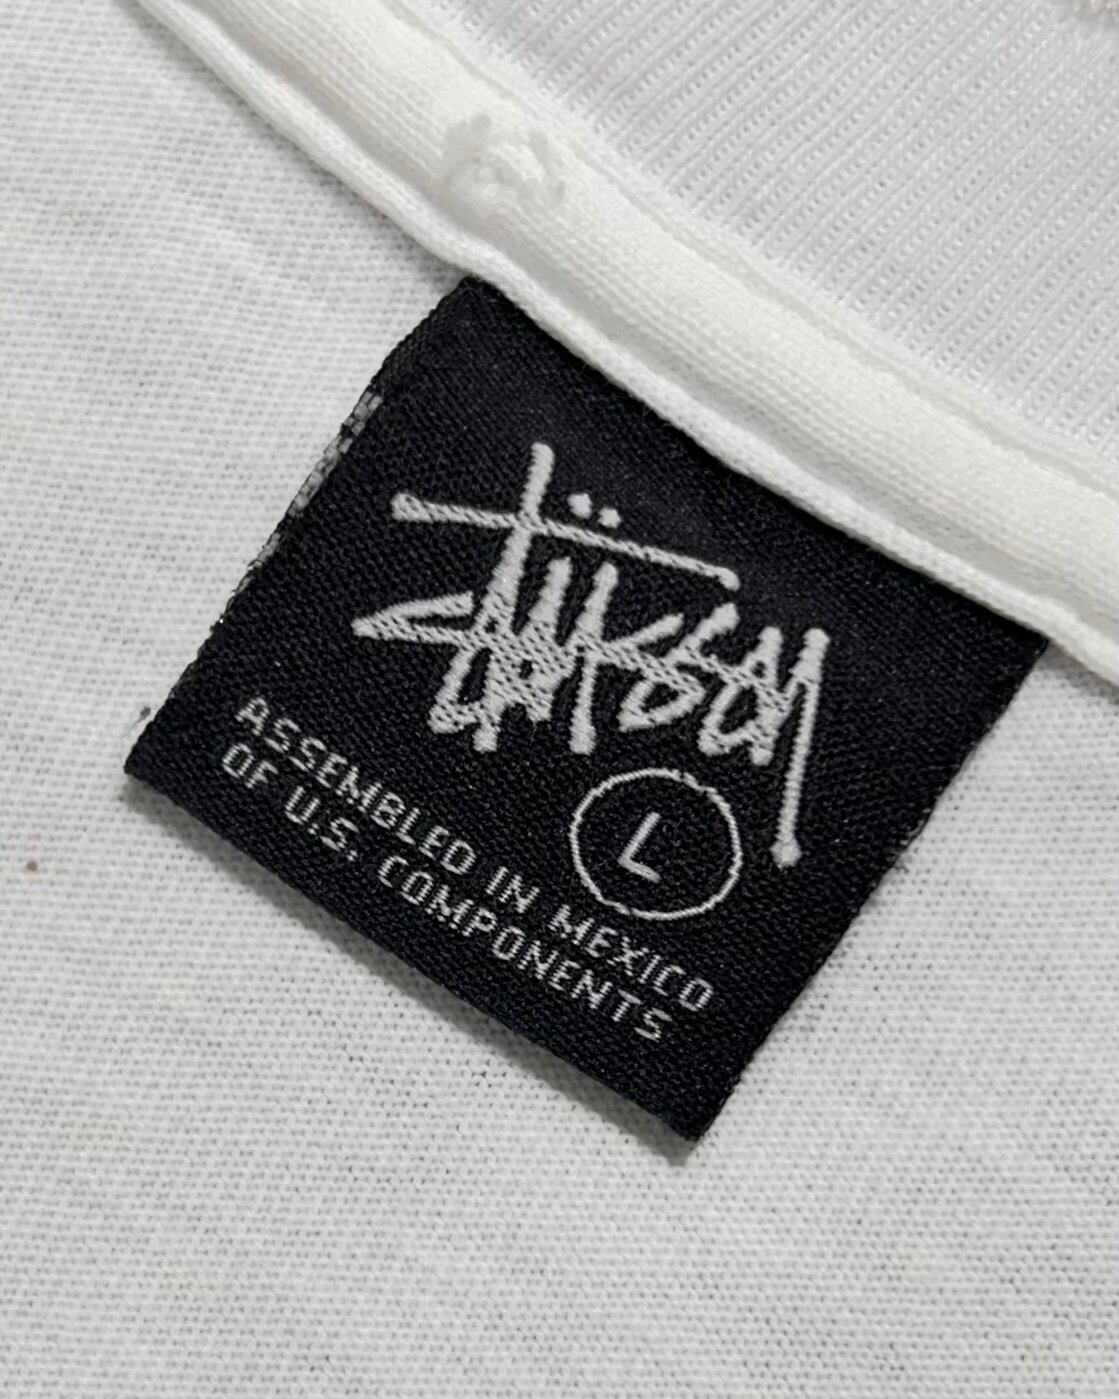 Stüssy
L
ASSEMBLED IN MEXICO
OF U.S. COMPONENTS